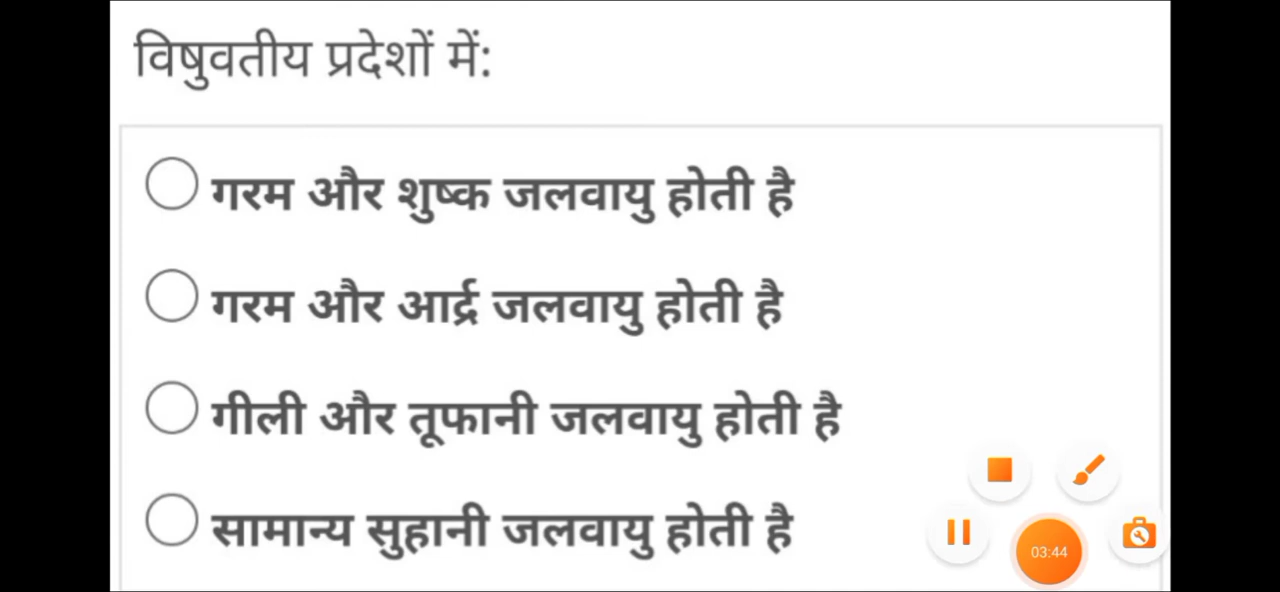 विषुवतीय प्रदेशों में:
गरम और शुष्क जलवायु होती है
गरम और आर्द्र जलवायु होती है
गीली और तूफानी जलवायु होती है
सामान्य सुहानी जलवायु होती है
03:44